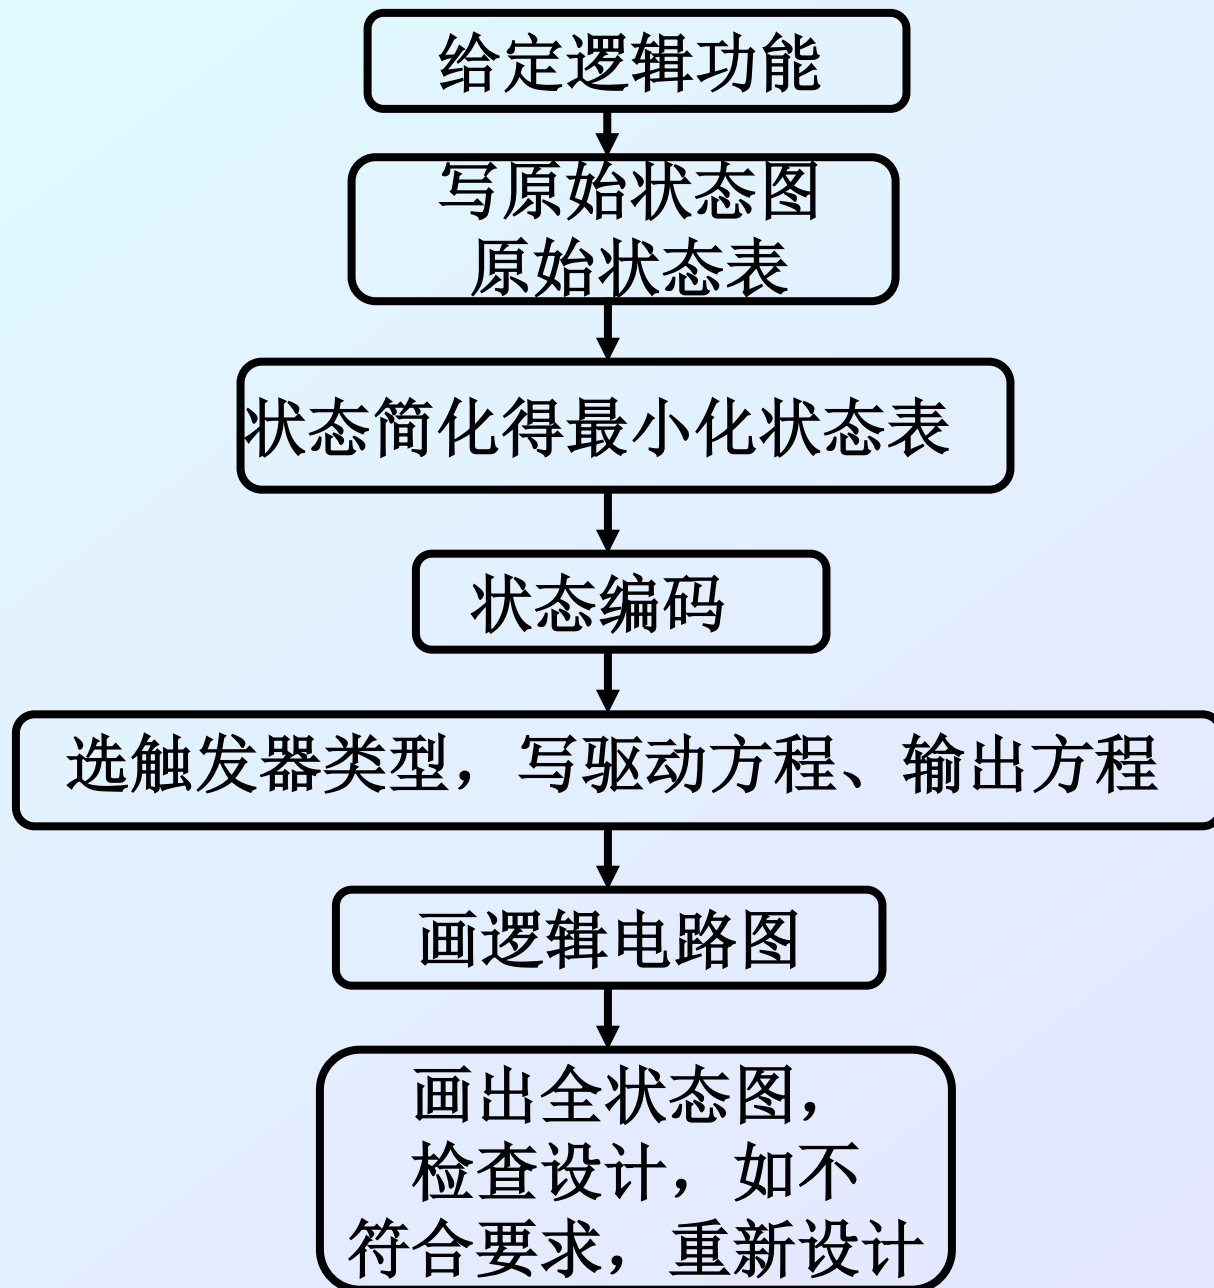 给定逻辑功能
写原始状态图
原始状态表
状态简化得最小化状态表
状态编码
选触发器类型，写驱动方程、输出方程
画逻辑电路图
画出全状态图，
检查设计，如不
符合要求，重新设计